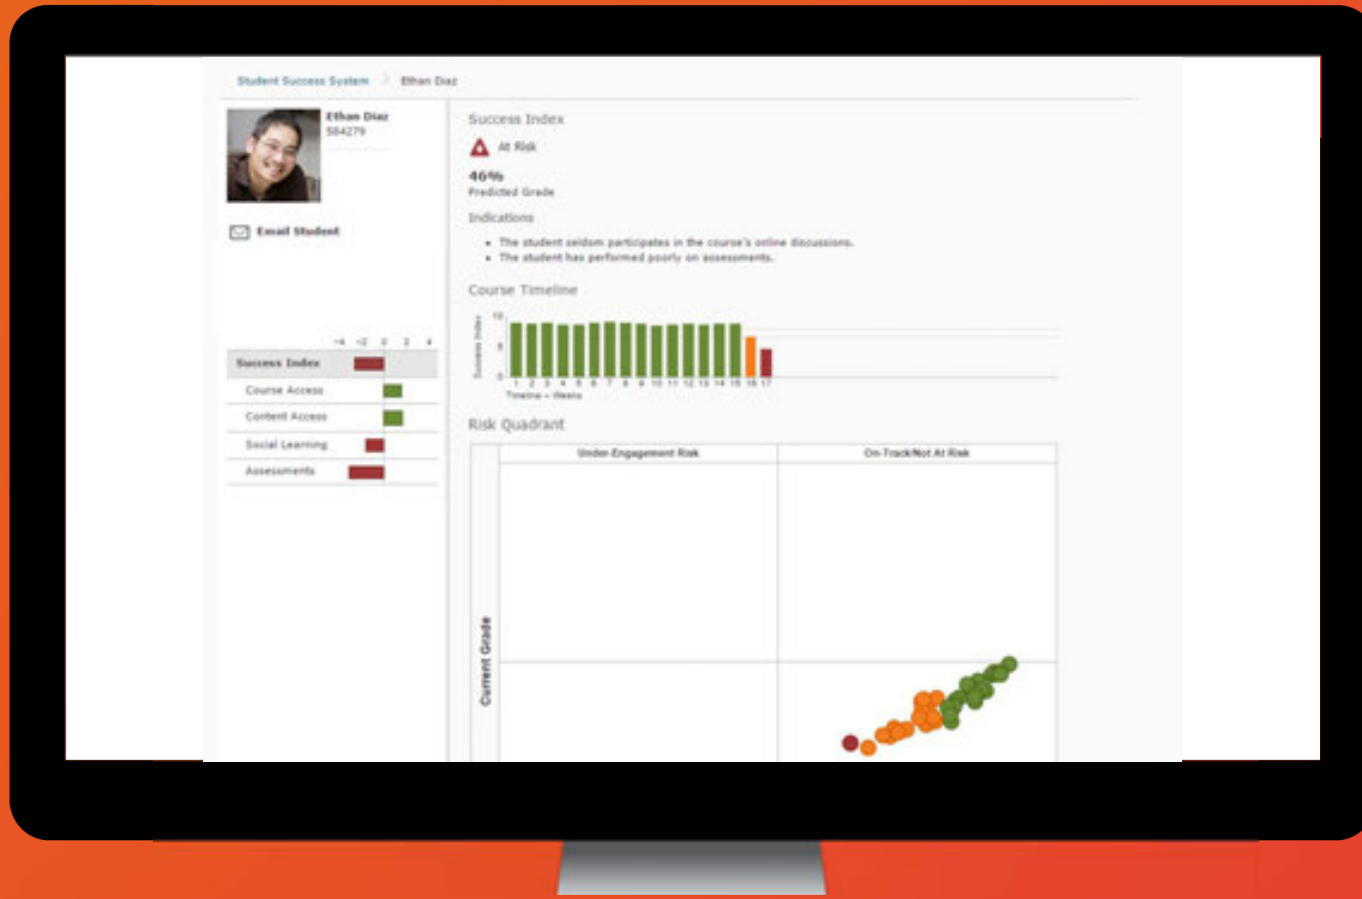 Student Success System > Ethan Diaz
Ethan Diaz
S84279
Email Student
-4 -2 0 2 4
Success Index
Course Access
Content Access
Social Learning
Assessments
Success Index
At Risk
46%
Predicted Grade
Indications
• The student seldom participates in the course's online discussions.
• The student has performed poorly on assessments.
Course Timeline
Success Index
10
5
0
1 2 3 4 5 6 7 8 9 10 11 12 13 14 15 16 17
Timeline - Weeks
Risk Quadrant
Under-Engagement Risk
On-Track/Not At Risk
Current Grade